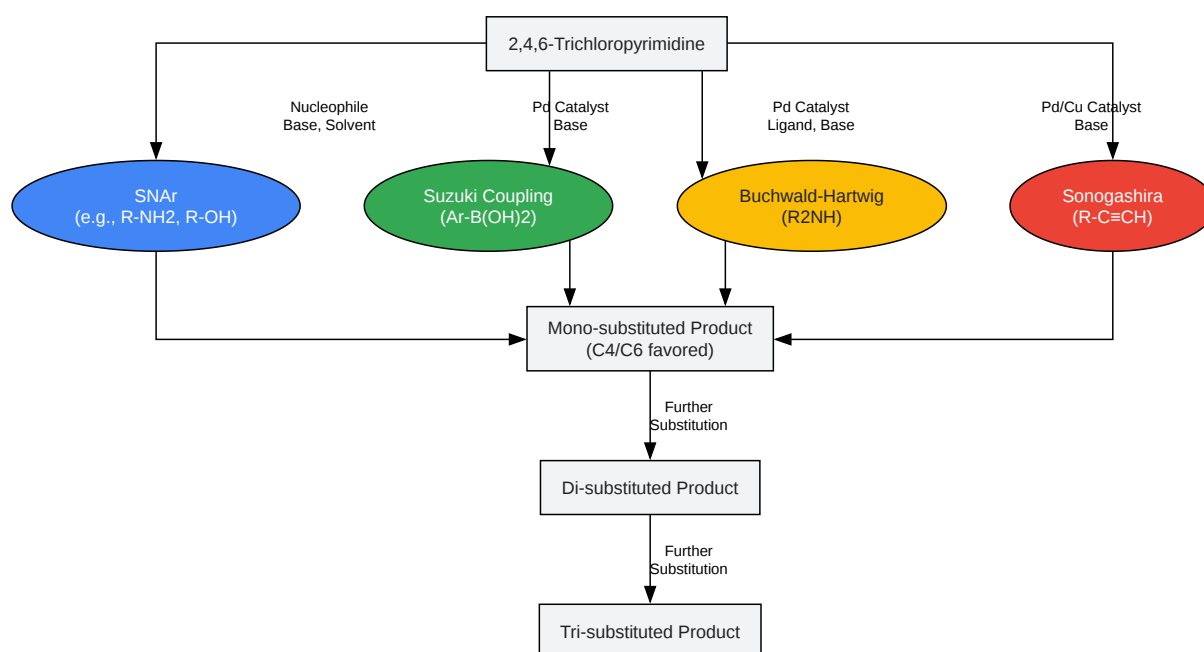 2,4,6-Trichloropyrimidine
Nucleophile
Base, Solvent
Pd Catalyst
Base
Pd Catalyst
Ligand, Base
Pd/Cu Catalyst
Base
SNAr
(e.g., R-NH2, R-OH)
Suzuki Coupling
(Ar-B(OH)2)
Buchwald-Hartwig
(R2NH)
Sonogashira
(R-C≡CH)
Mono-substituted Product
(C4/C6 favored)
Further
Substitution
Di-substituted Product
Further
Substitution
Tri-substituted Product